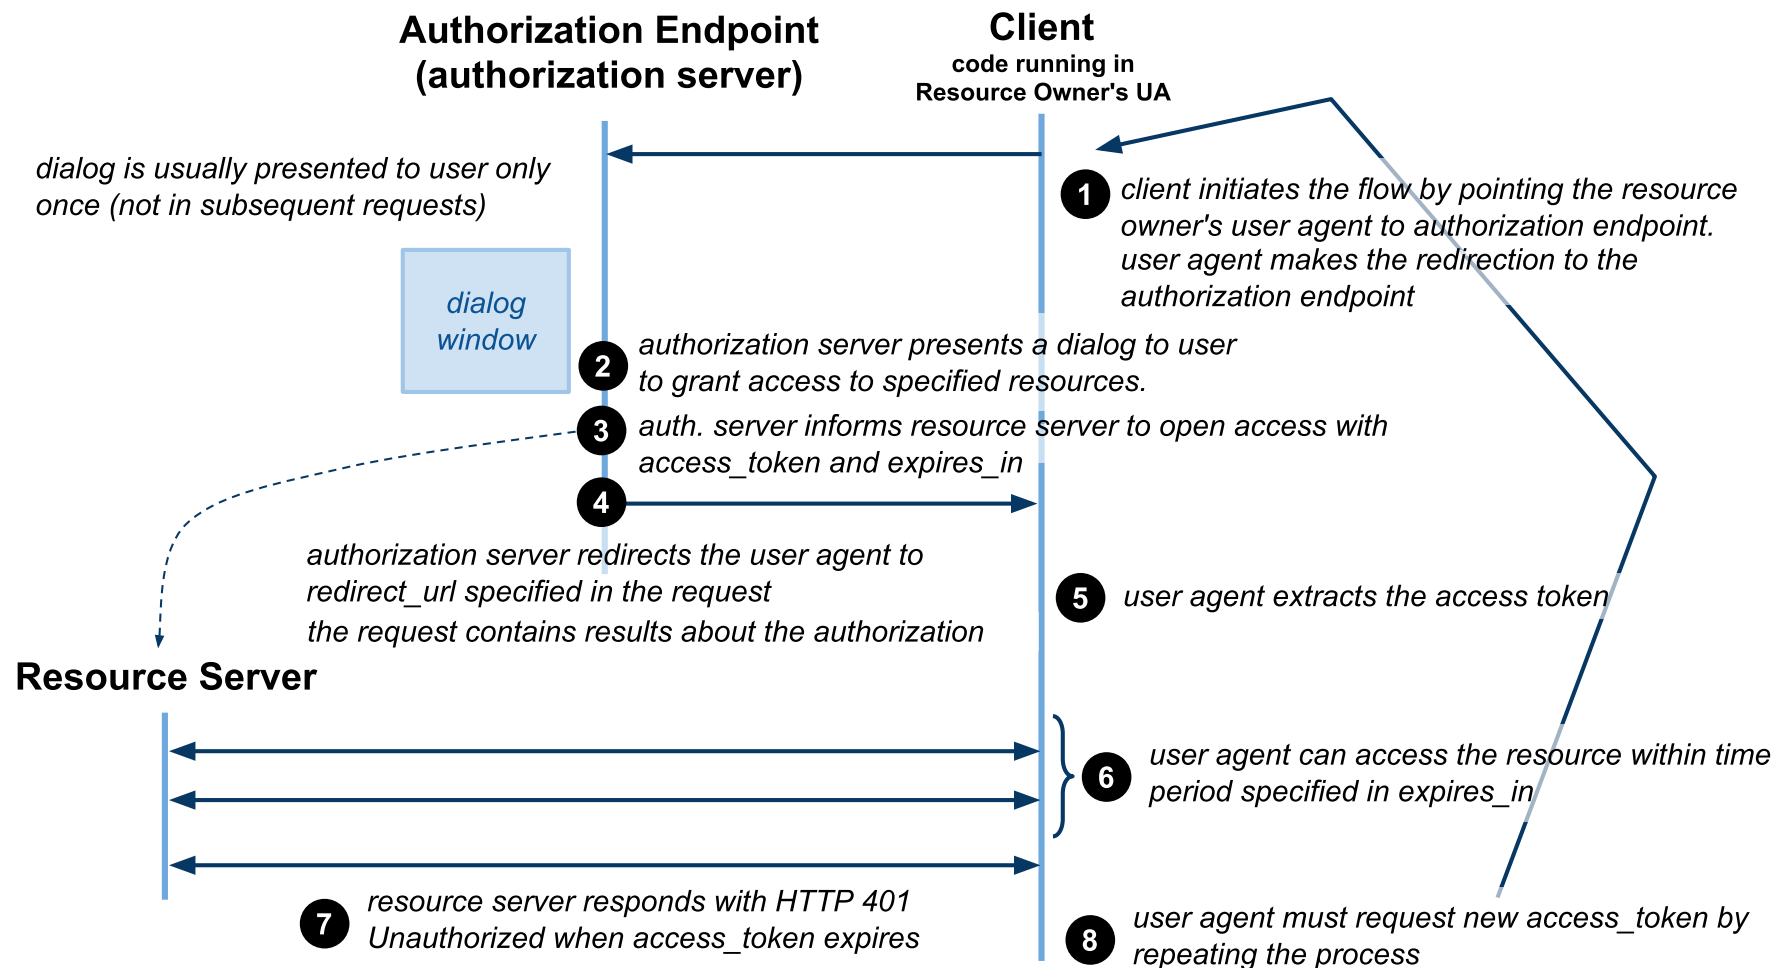 Authorization Endpoint
(authorization server)
Client
code running in
Resource Owner's UA
dialog is usually presented to user only
once (not in subsequent requests)
1
client initiates the flow by pointing the resource
owner's user agent to authorization endpoint.
user agent makes the redirection to the
authorization endpoint
dialog
window
2
authorization server presents a dialog to user
to grant access to specified resources.
3
auth. server informs resource server to open access with
access_token and expires_in
4
authorization server redirects the user agent to
redirect_url specified in the request
the request contains results about the authorization
5
user agent extracts the access token
Resource Server
6
user agent can access the resource within time
period specified in expires_in
7
resource server responds with HTTP 401
Unauthorized when access_token expires
8
user agent must request new access_token by
repeating the process